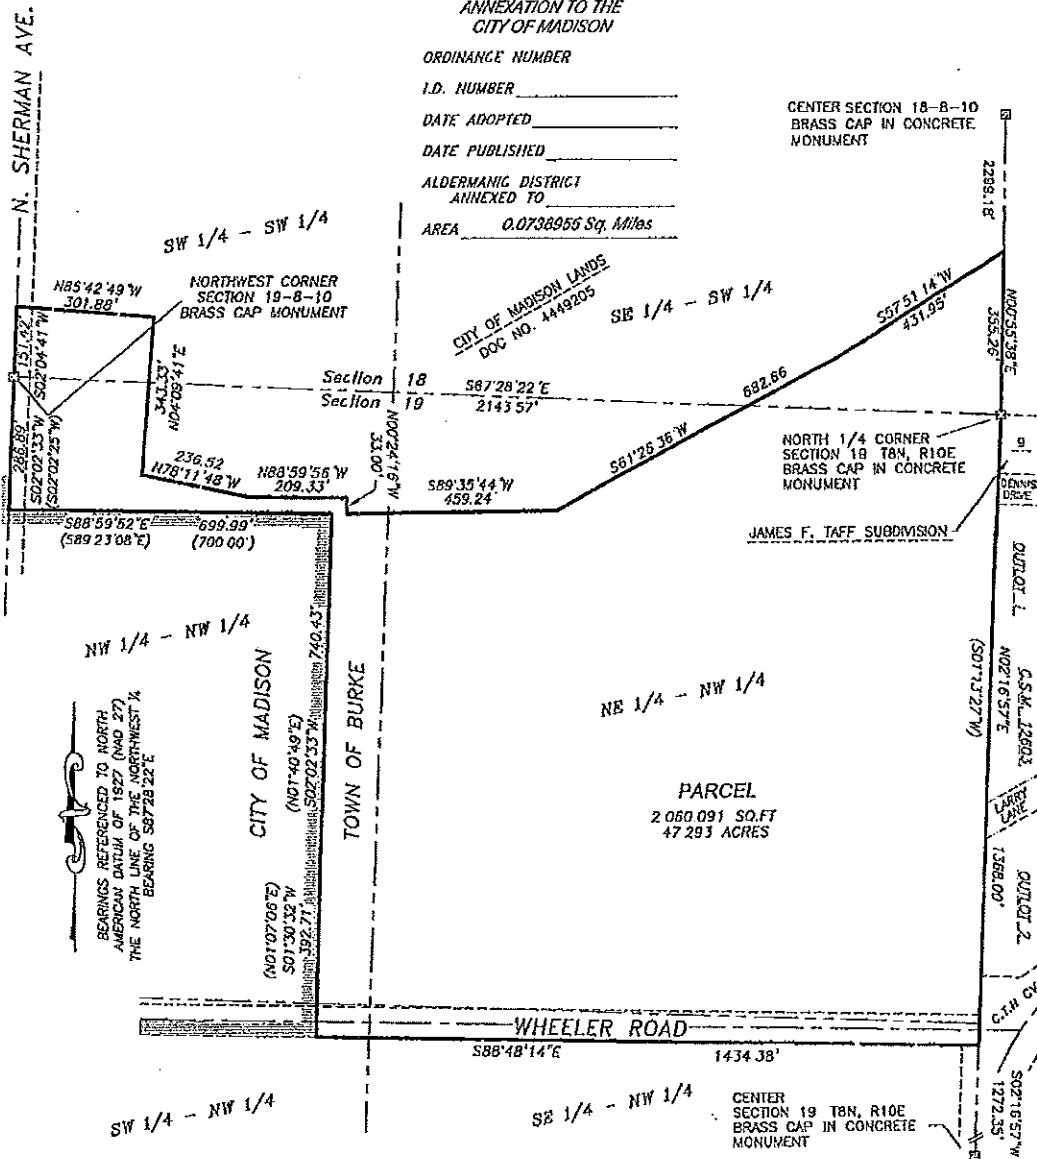 ANNEXATION TO THE
CITY OF MADISON
ORDINANCE NUMBER
I.D. NUMBER
DATE ADOPTED
DATE PUBLISHED
ALDERMANIC DISTRICT
ANNEXED TO
AREA 0.0738956 Sq. Miles
N. SHERMAN AVE.
CENTER SECTION 18-8-10
BRASS CAP IN CONCRETE
MONUMENT
2299.18'
SW 1/4 - SW 1/4
N85°42'49"W
301.88'
NORTHWEST CORNER
SECTION 19-8-10
BRASS CAP MONUMENT
CITY OF MADISON LANDS
DOC NO. 4449205
SE 1/4 - SW 1/4
S57°51'14"W
431.95'
N00°55'38"E
355.26'
151.42'
S02°04'41"W
343.33'
N04°09'41"E
Section 18
Section 19
S87°28'22"E
2143.57'
682.66
S61°26'36"W
286.89
S02°02'33"W
(S02°02'25"W)
236.52
N78°11'48"W
N88°59'56"W
209.33'
N00°24'16"W
33.00'
S89°35'44"W
459.24'
NORTH 1/4 CORNER
SECTION 19 T8N, R10E
BRASS CAP IN CONCRETE
MONUMENT
9
DENNIS
DRIVE
JAMES F. TAFF SUBDIVISION
S88°59'52"E 699.99'
(S89°23'08"E) (700.00')
OUTLOT 1
C.S.M. 12603
N02°16'57"E
(S01°13'27"W)
NW 1/4 - NW 1/4
CITY OF MADISON
(N01°40'49"E)
S02°02'33"W 740.43'
TOWN OF BURKE
NE 1/4 - NW 1/4
PARCEL
2 060 091 SQ.FT
47 293 ACRES
BEARINGS REFERENCED TO NORTH
AMERICAN DATUM OF 1927 (NAD 27)
THE NORTH LINE OF THE NORTHWEST ¼
BEARING S87°28'22"E
(N01°07'06"E)
S01°30'32"W
392.71'
LARRY
LANE
1388.00'
OUTLOT 2
C.T.H CV
WHEELER ROAD
S88°48'14"E 1434.38'
S02°16'57"W
1272.35'
SW 1/4 - NW 1/4
SE 1/4 - NW 1/4
CENTER
SECTION 19 T8N, R10E
BRASS CAP IN CONCRETE
MONUMENT